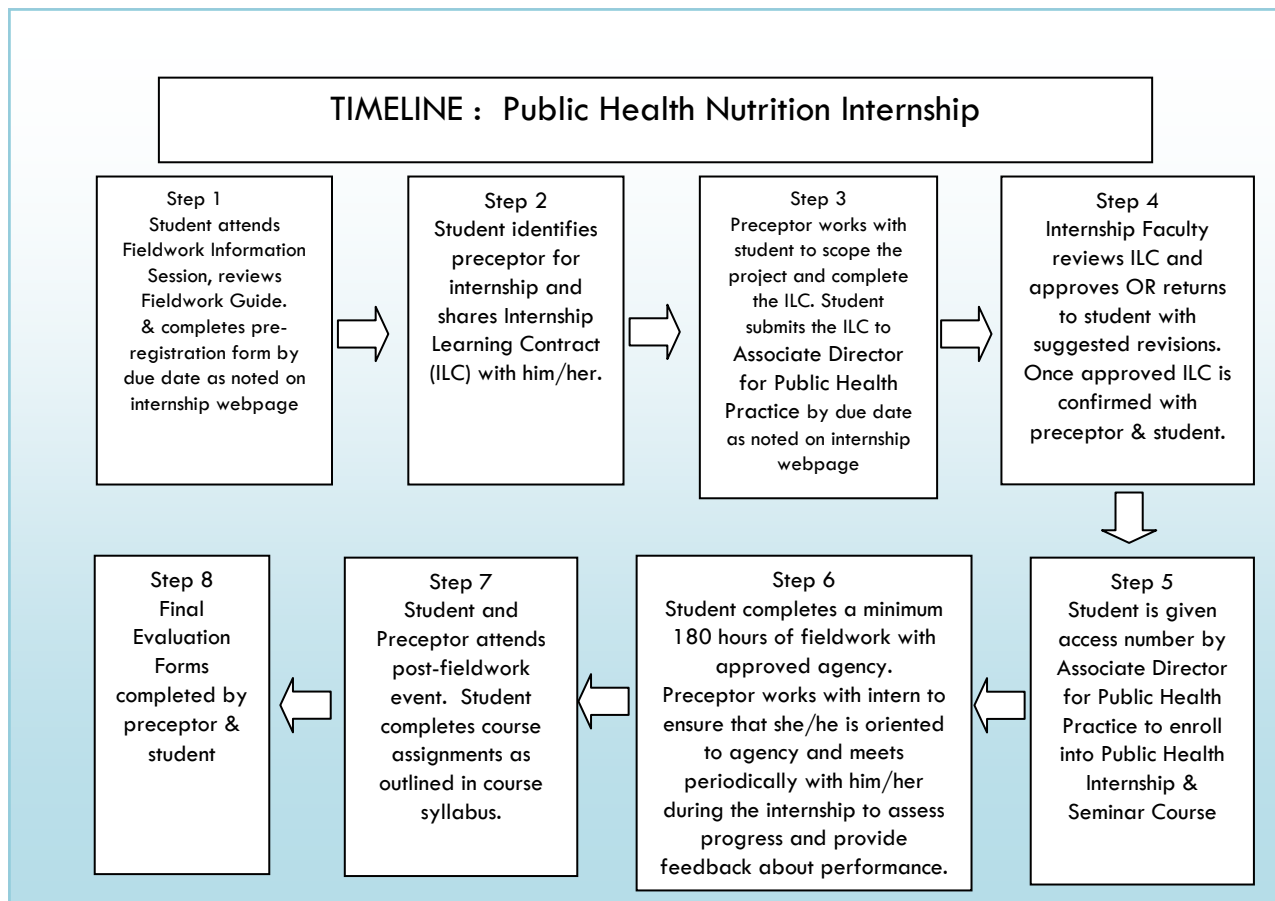 TIMELINE : Public Health Nutrition Internship
Step 1
Student attends
Fieldwork Information
Session, reviews
Fieldwork Guide.
& completes pre-
registration form by
due date as noted on
internship webpage
Step 2
Student identifies
preceptor for
internship and
shares Internship
Learning Contract
(ILC) with him/her.
Step 3
Preceptor works with
student to scope the
project and complete
the ILC. Student
submits the ILC to
Associate Director
for Public Health
Practice by due date
as noted on internship
webpage
Step 4
Internship Faculty
reviews ILC and
approves OR returns
to student with
suggested revisions.
Once approved ILC is
confirmed with
preceptor & student.
Step 5
Student is given
access number by
Associate Director
for Public Health
Practice to enroll
into Public Health
Internship &
Seminar Course
Step 6
Student completes a minimum
180 hours of fieldwork with
approved agency.
Preceptor works with intern to
ensure that she/he is oriented
to agency and meets
periodically with him/her
during the internship to assess
progress and provide
feedback about performance.
Step 7
Student and
Preceptor attends
post-fieldwork
event. Student
completes course
assignments as
outlined in course
syllabus.
Step 8
Final
Evaluation
Forms
completed by
preceptor &
student